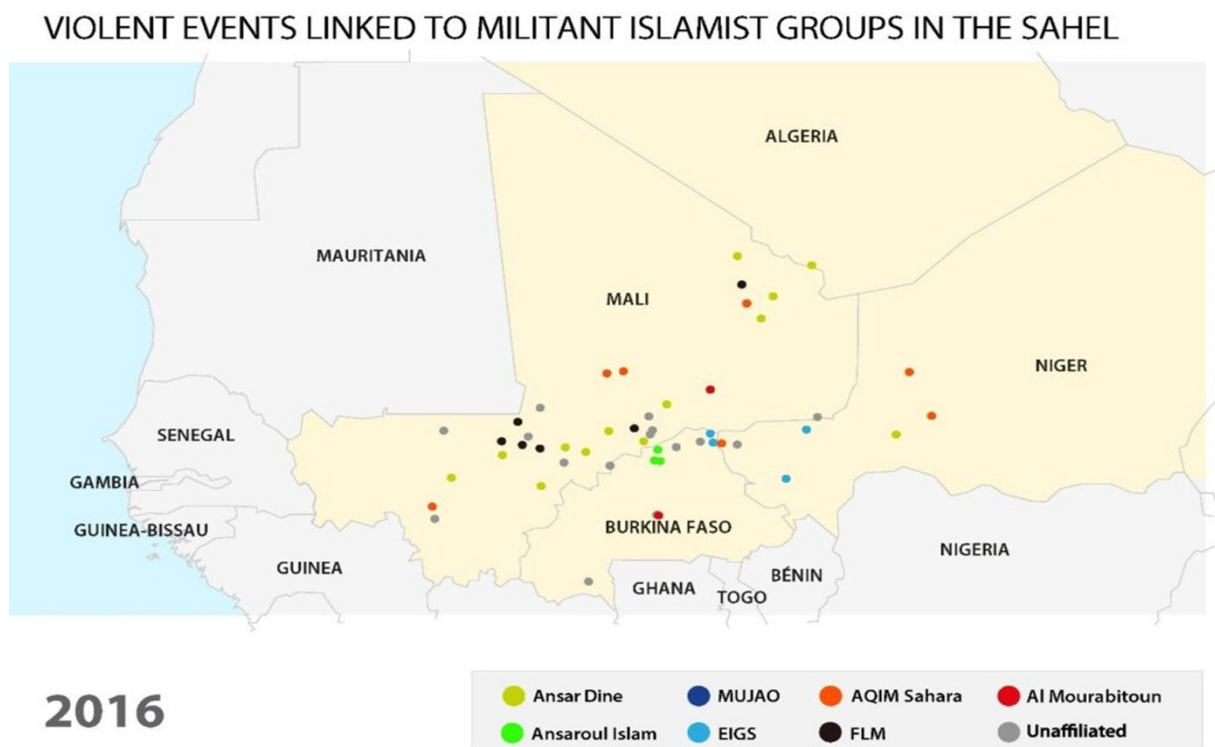 VIOLENT EVENTS LINKED TO MILITANT ISLAMIST GROUPS IN THE SAHEL
ALGERIA
MAURITANIA
MALI
NIGER
SENEGAL
GAMBIA
GUINEA-BISSAU
BURKINA FASO
NIGERIA
GUINEA
BÉNIN
GHANA
TOGO
2016
Ansar Dine MUJAO AQIM Sahara Al Mourabitoun
Ansaroul Islam EIGS FLM Unaffiliated